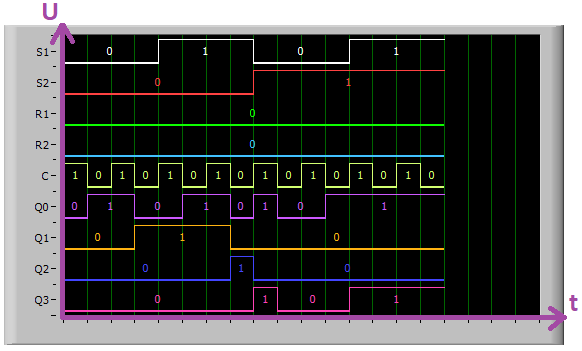 U
S1 0 1 0 1
S2 0 1
R1 0
R2 0
C 1 0 1 0 1 0 1 0 1 0 1 0 1 0 1 0
Q0 0 1 0 1 0 1 0 1
Q1 0 1 0
Q2 0 1 0
Q3 0 1 0 1
t